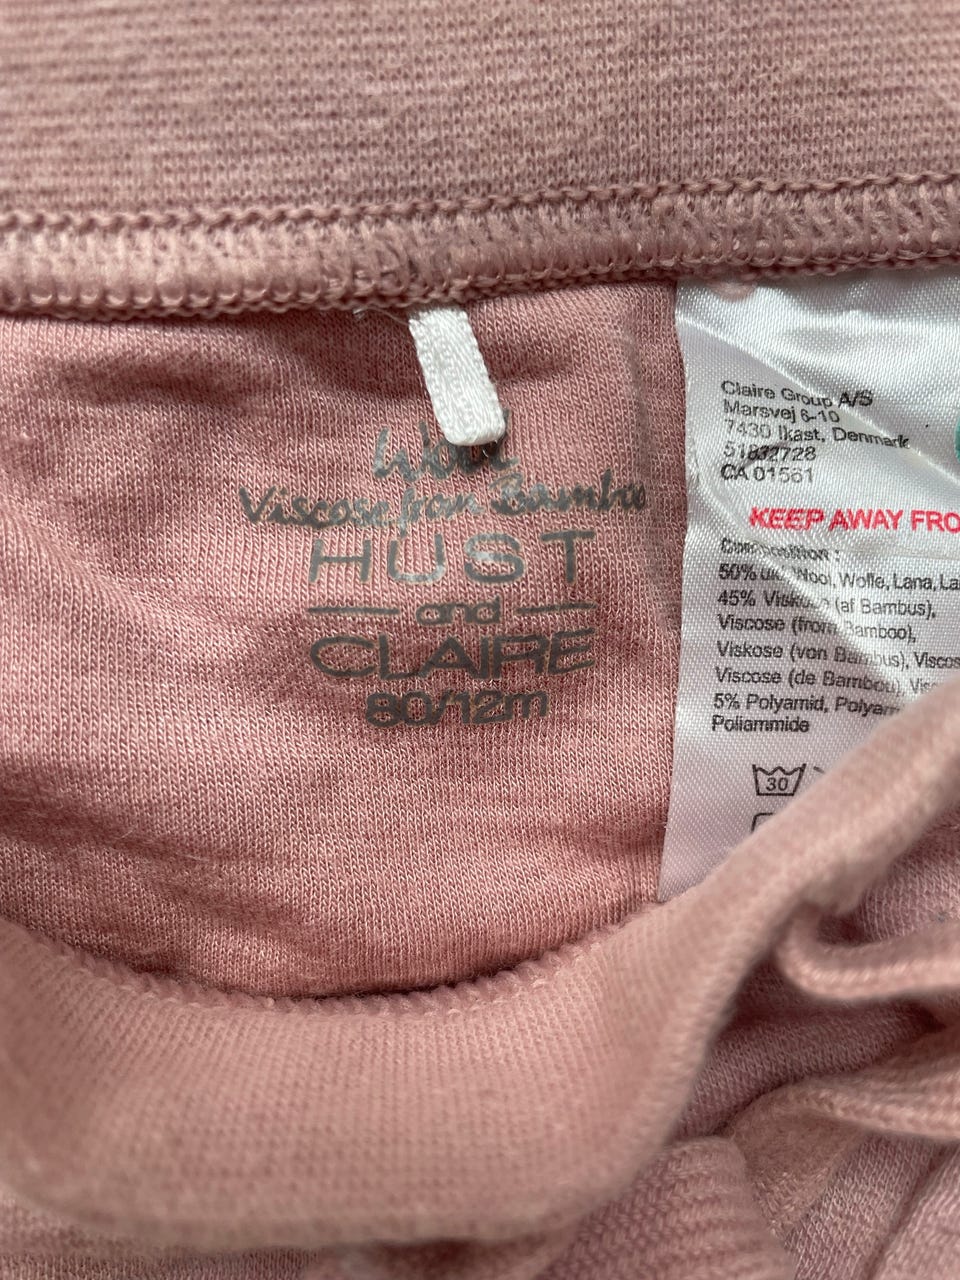 Wool
Viscose from Bamboo
HUST
and
CLAIRE
80/12m
Claire Group A/S
Marsvej 6-10
7430 Ikast, Denmark
51832728
CA 01561
KEEP AWAY FRO
Composition :
50% Wool, Wolle, Lana, La
45% Viskose (af Bambus),
Viscose (from Bamboo),
Viskose (von Bambus), Viscos
Viscose (de Bambou), Visc
5% Polyamid, Polyam
Poliammide
30